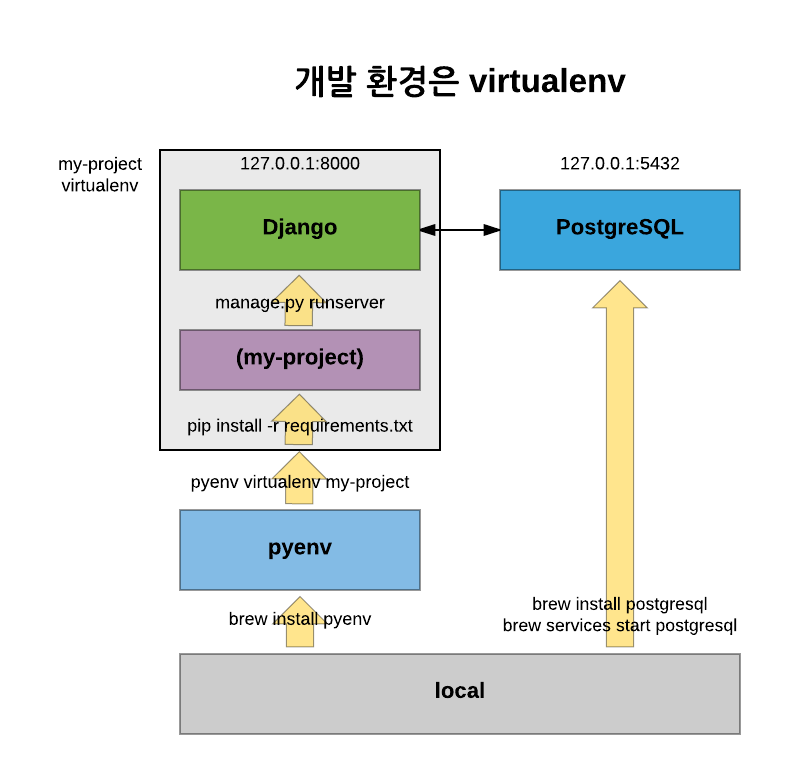 개발 환경은 virtualenv
my-project
virtualenv
127.0.0.1:8000
127.0.0.1:5432
Django
PostgreSQL
manage.py runserver
(my-project)
pip install -r requirements.txt
pyenv virtualenv my-project
pyenv
brew install pyenv
brew install postgresql
brew services start postgresql
local